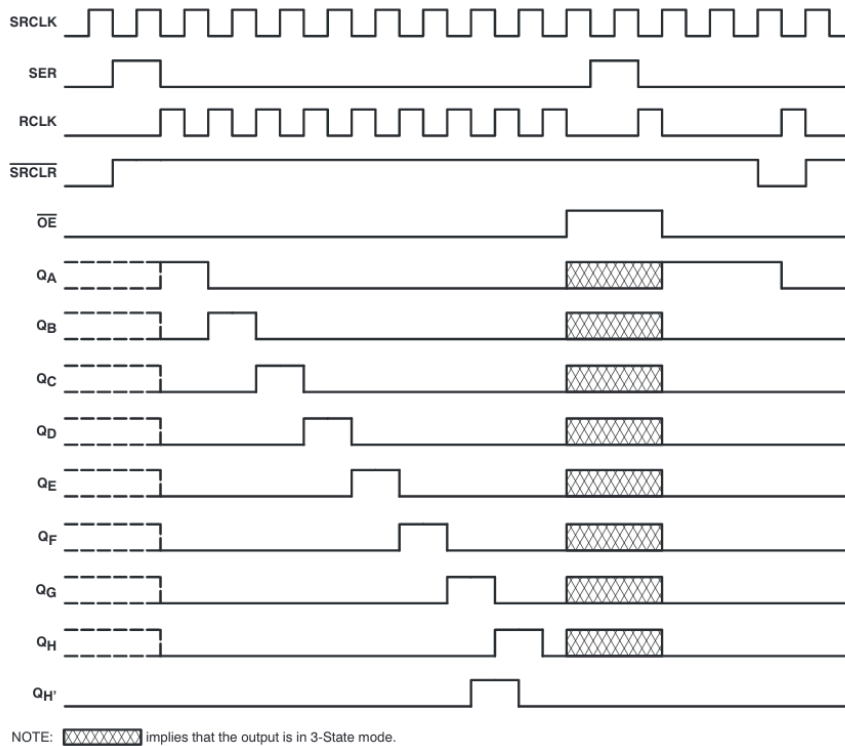 SRCLK
SER
RCLK
SRCLR
OE
QA
QB
QC
QD
QE
QF
QG
QH
QH'
NOTE: implies that the output is in 3-State mode.